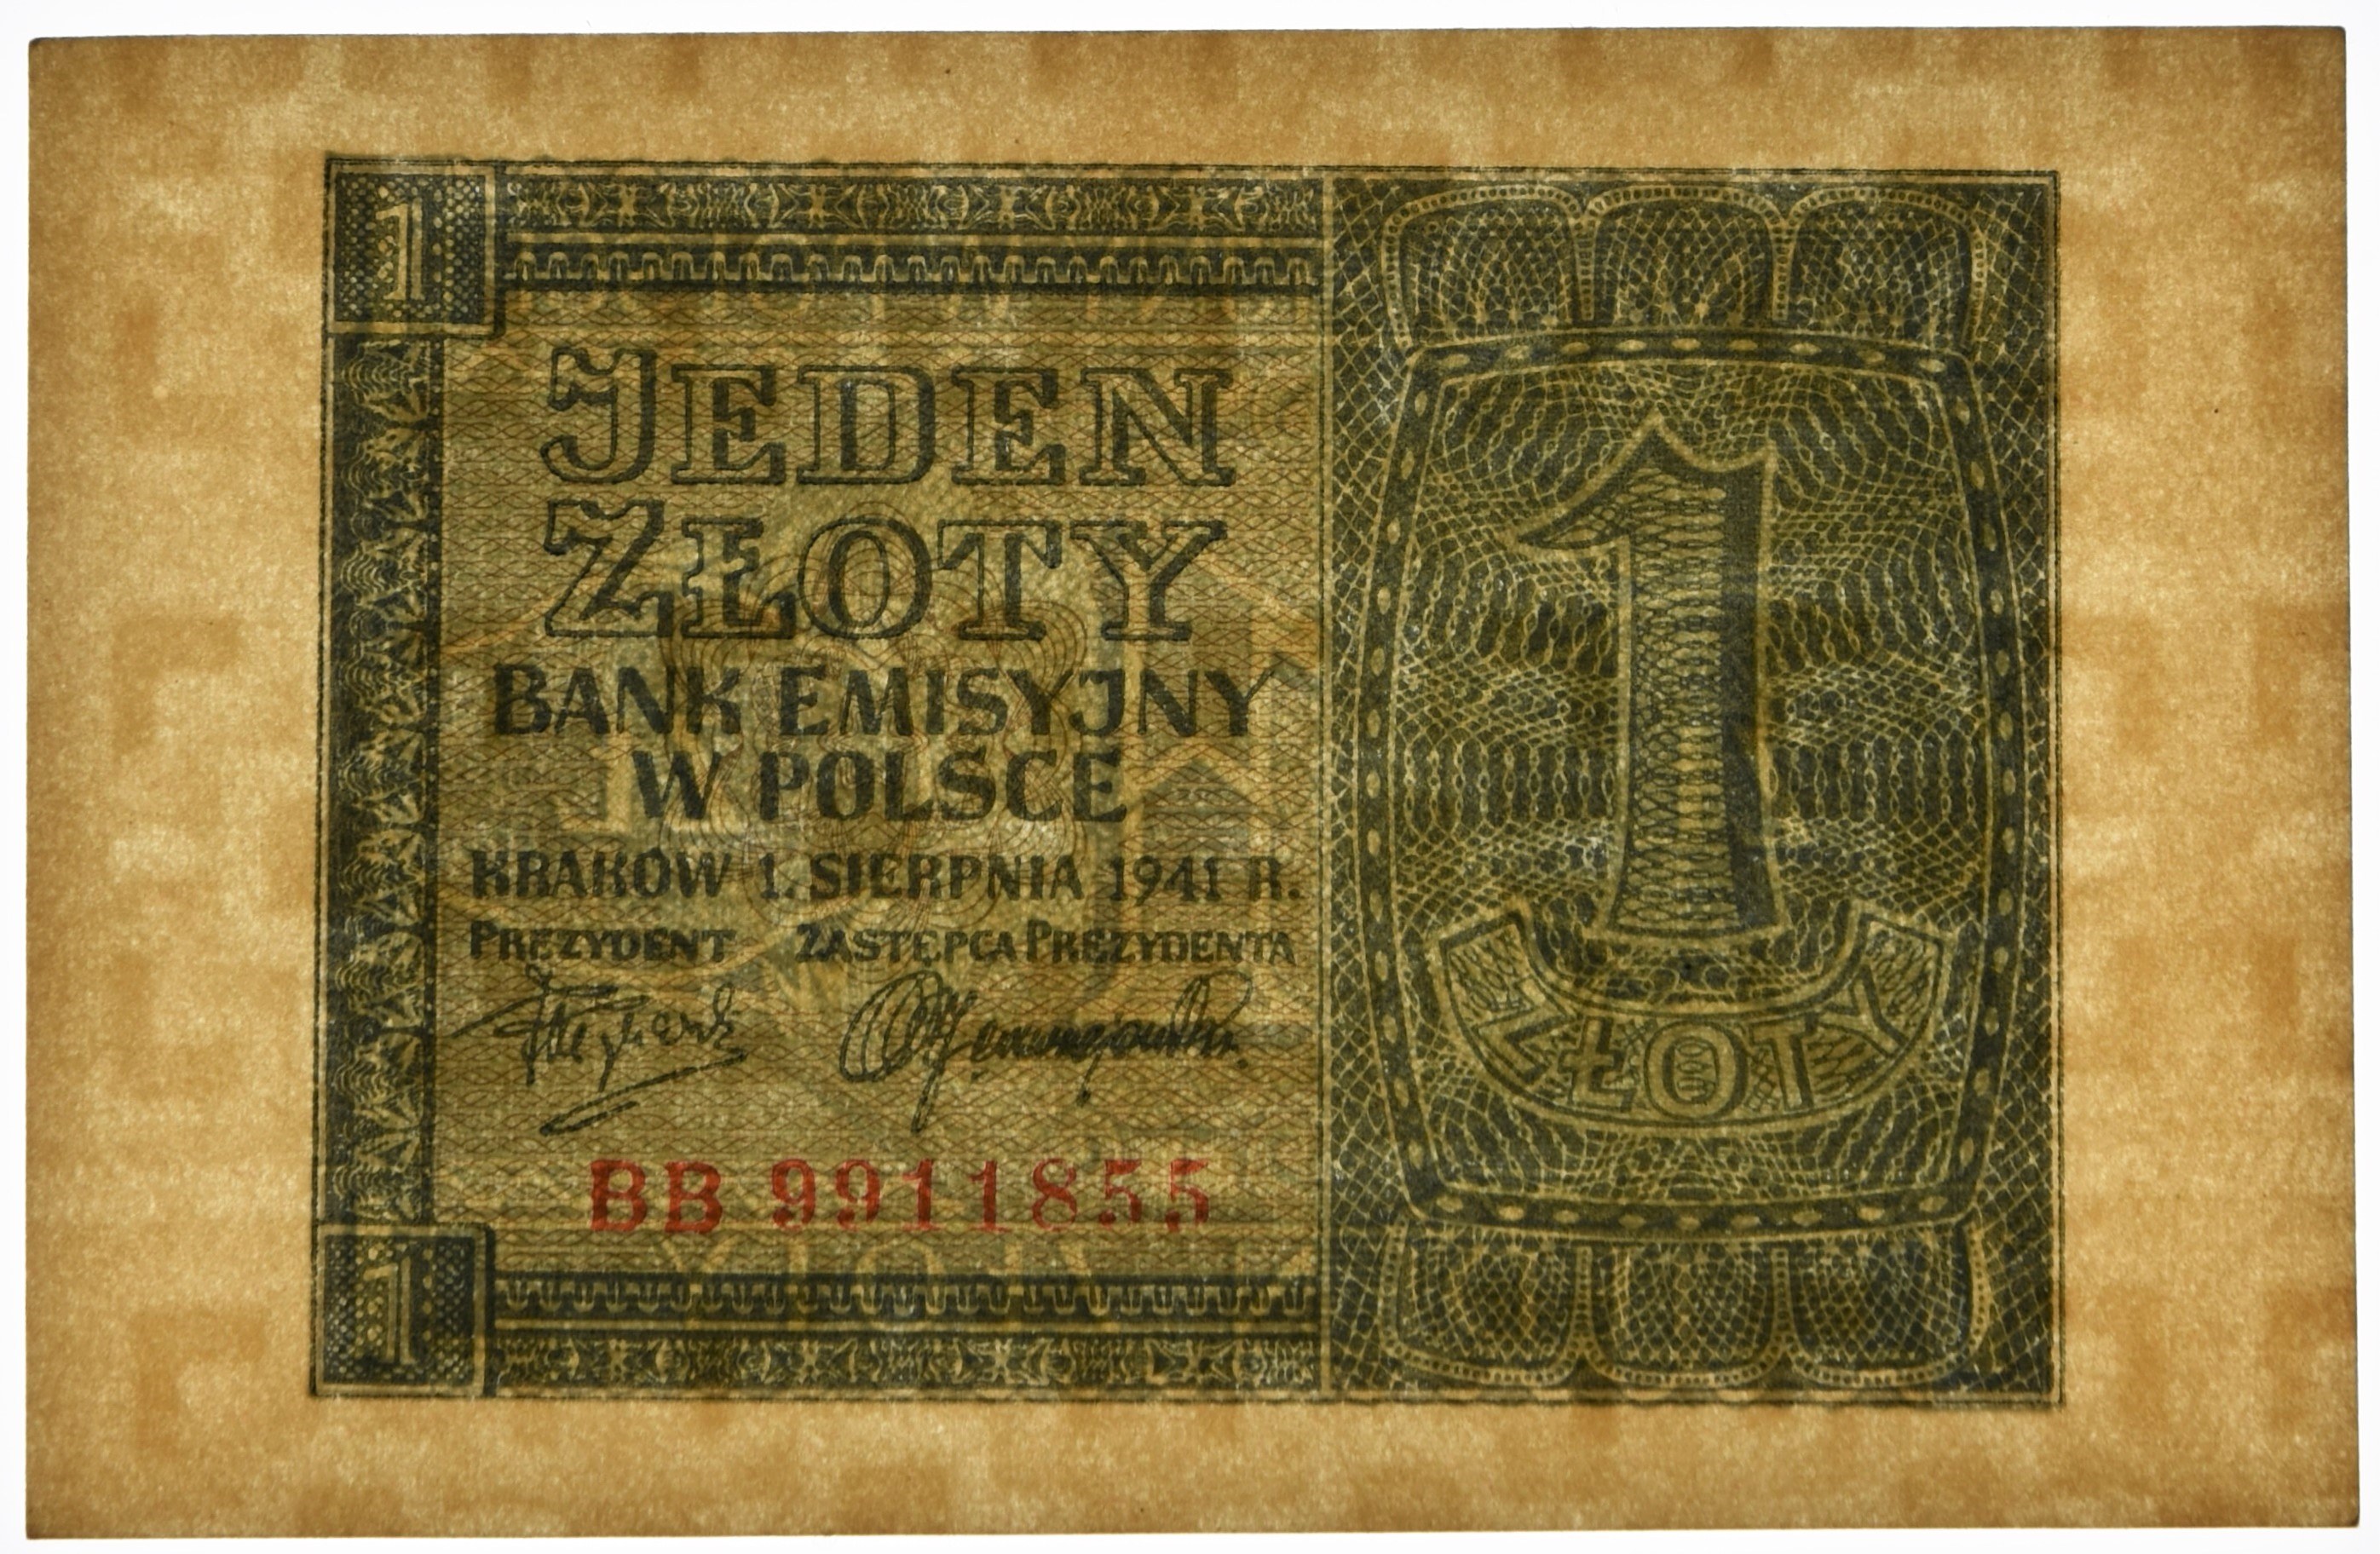 1
JEDEN
ZŁOTY
BANK EMISYJNY
W POLSCE
KRAKÓW 1. SIERPNIA 1941 R.
PREZYDENT ZASTĘPCA PREZYDENTA
BB 9911855
1
1
ZŁOTY